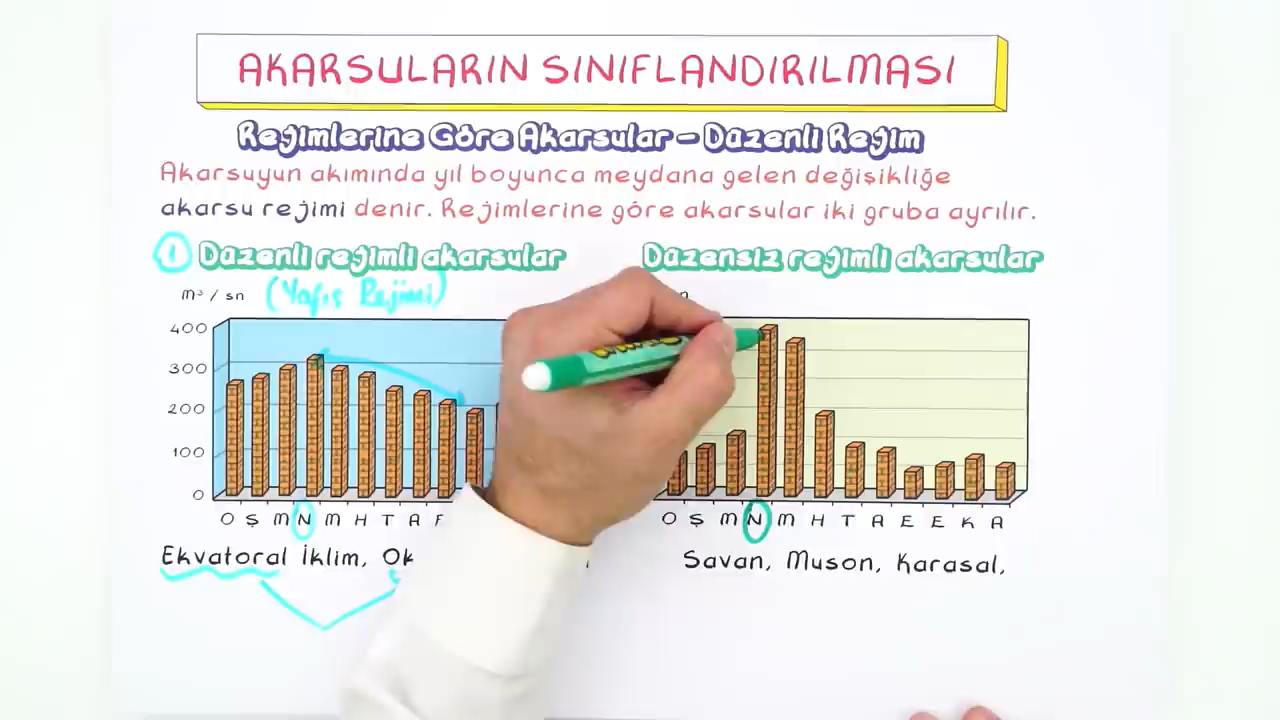 AKARSULARIN SINIFLANDIRILMASI
Rejimlerine Göre Akarsular - Düzenli Rejim
Akarsuyun akımında yıl boyunca meydana gelen değişikliğe
akarsu rejimi denir. Rejimlerine göre akarsular iki gruba ayrılır.
1 Düzenli rejimli akarsular
Düzensiz rejimli akarsular
m³ / sn (Yağış Rejimi)
400
300
200
100
0
O Ş M N M H T A
O Ş M N M H T A E E K A
Ekvatoral İklim,
Savan, Muson, Karasal,